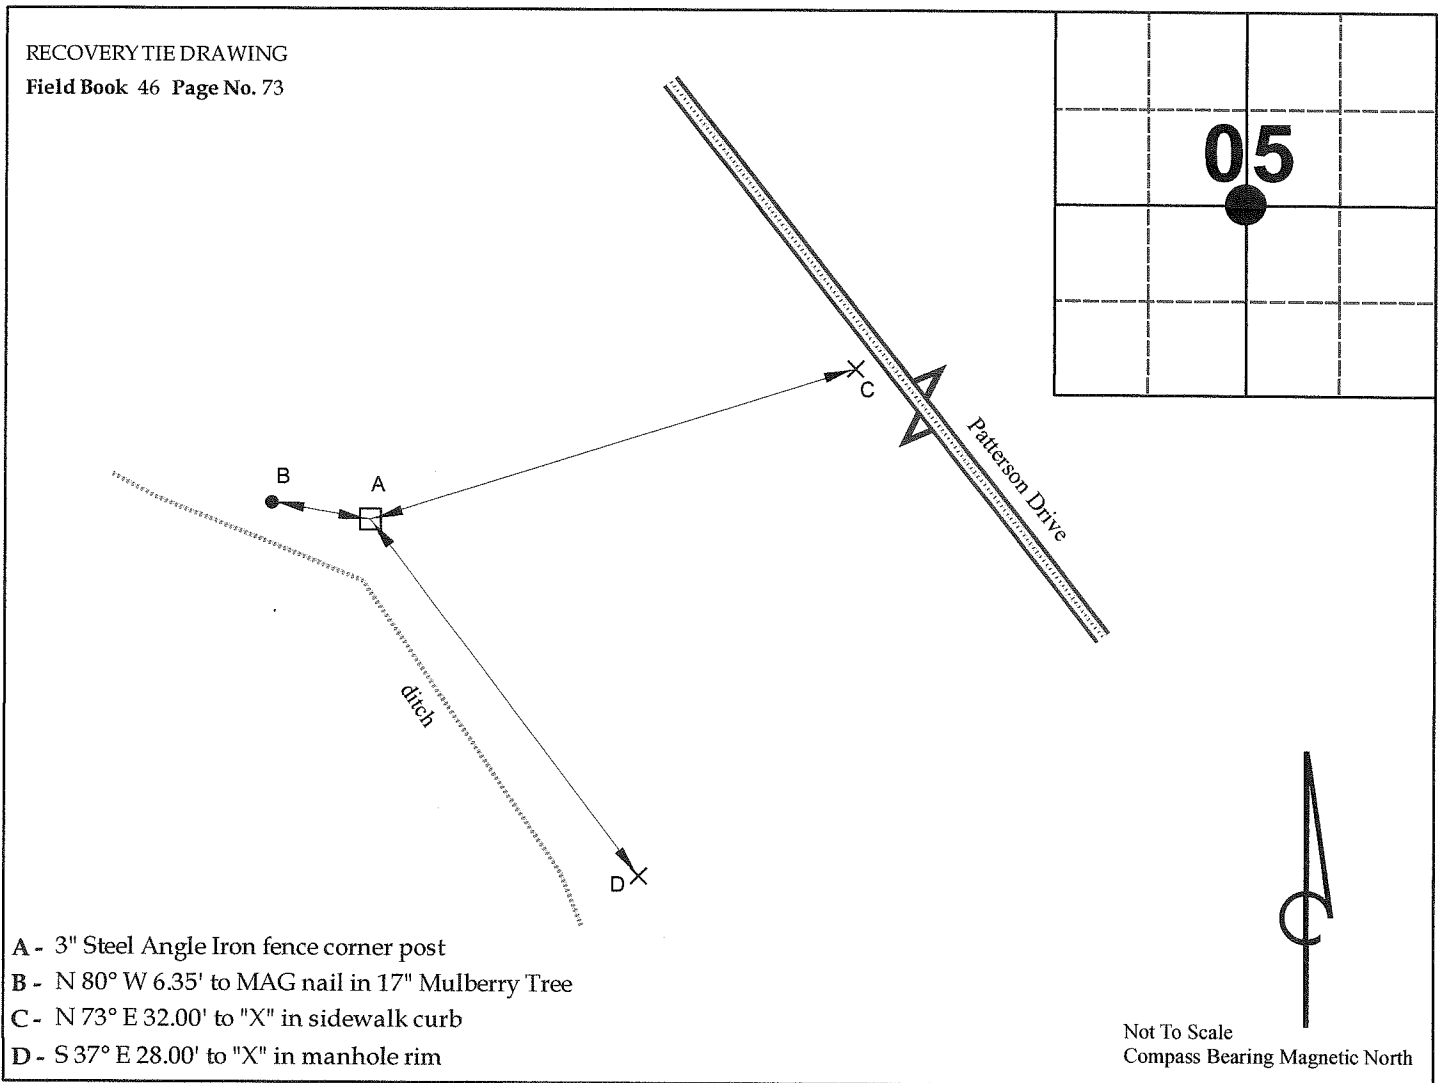 RECOVERY TIE DRAWING
Field Book 46 Page No. 73
05
C
Patterson Drive
B
A
ditch
D
A - 3" Steel Angle Iron fence corner post
B - N 80° W 6.35' to MAG nail in 17" Mulberry Tree
C - N 73° E 32.00' to "X" in sidewalk curb
D - S 37° E 28.00' to "X" in manhole rim
Not To Scale
Compass Bearing Magnetic North